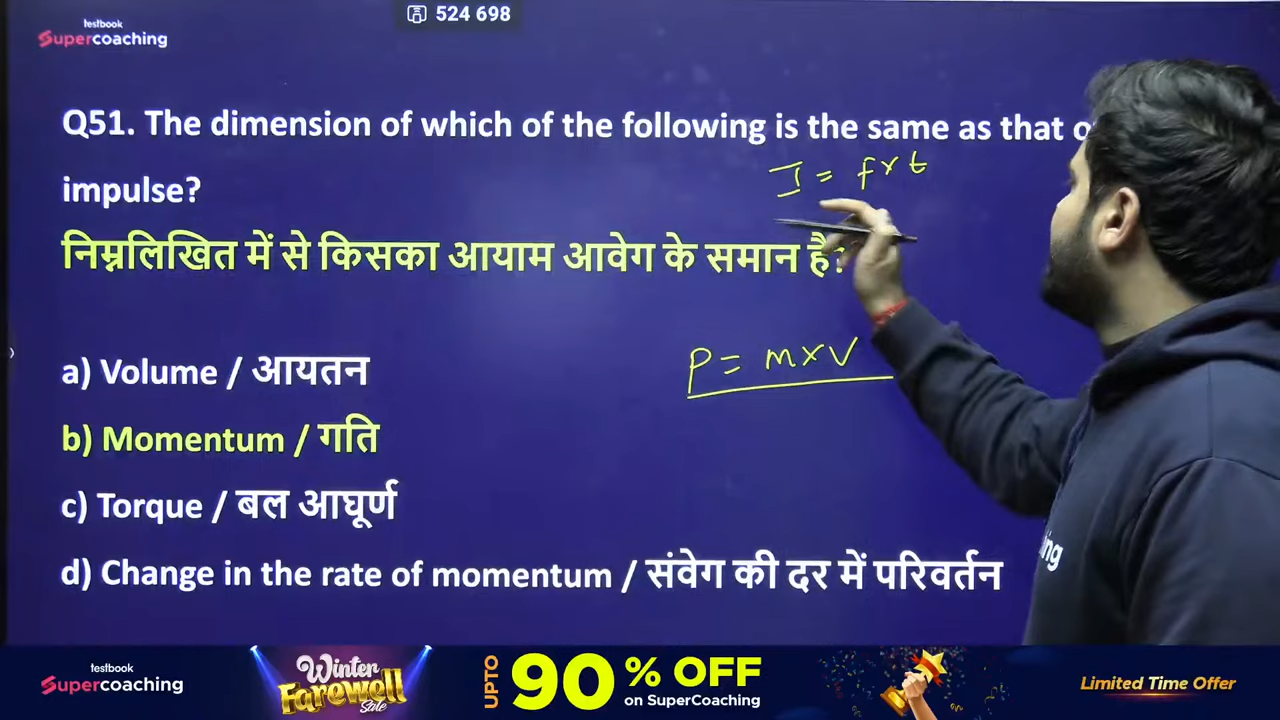 testbook
Supercoaching
524 698
Q51. The dimension of which of the following is the same as that
impulse?
J = f x t
निम्नलिखित में से किसका आयाम आवेग के समान है?
a) Volume / आयतन
P = m x v
b) Momentum / गति
c) Torque / बल आघूर्ण
d) Change in the rate of momentum / संवेग की दर में परिवर्तन
testbook
Supercoaching
Winter
Farewell
Sale
UPTO 90% OFF
on SuperCoaching
Limited Time Offer